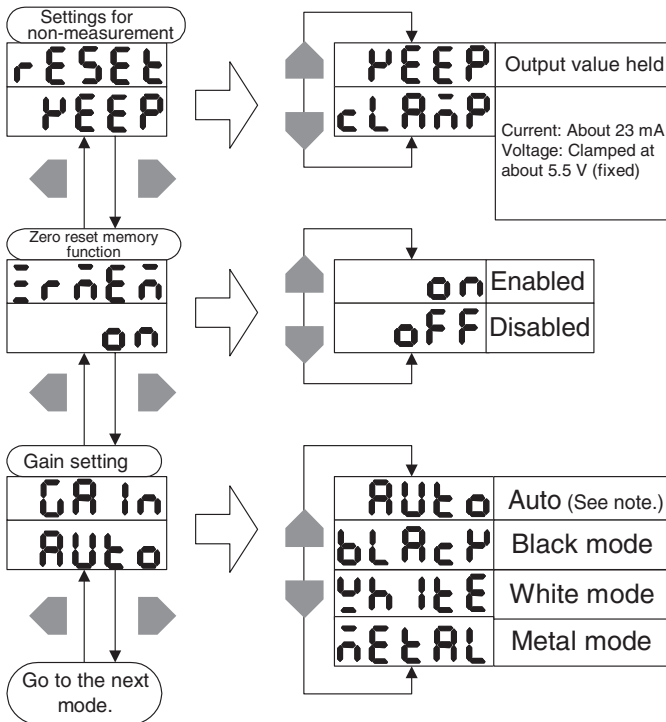 Settings for
non-measurement
rESEt
KEEP
KEEP
Output value held
cLAmP
Current: About 23 mA
Voltage: Clamped at
about 5.5 V (fixed)
Zero reset memory
function
ZrmEm
on
on
Enabled
oFF
Disabled
Gain setting
GAIn
AUto
AUto
Auto (See note.)
bLAcK
Black mode
WhItE
White mode
mEtAL
Metal mode
Go to the next
mode.